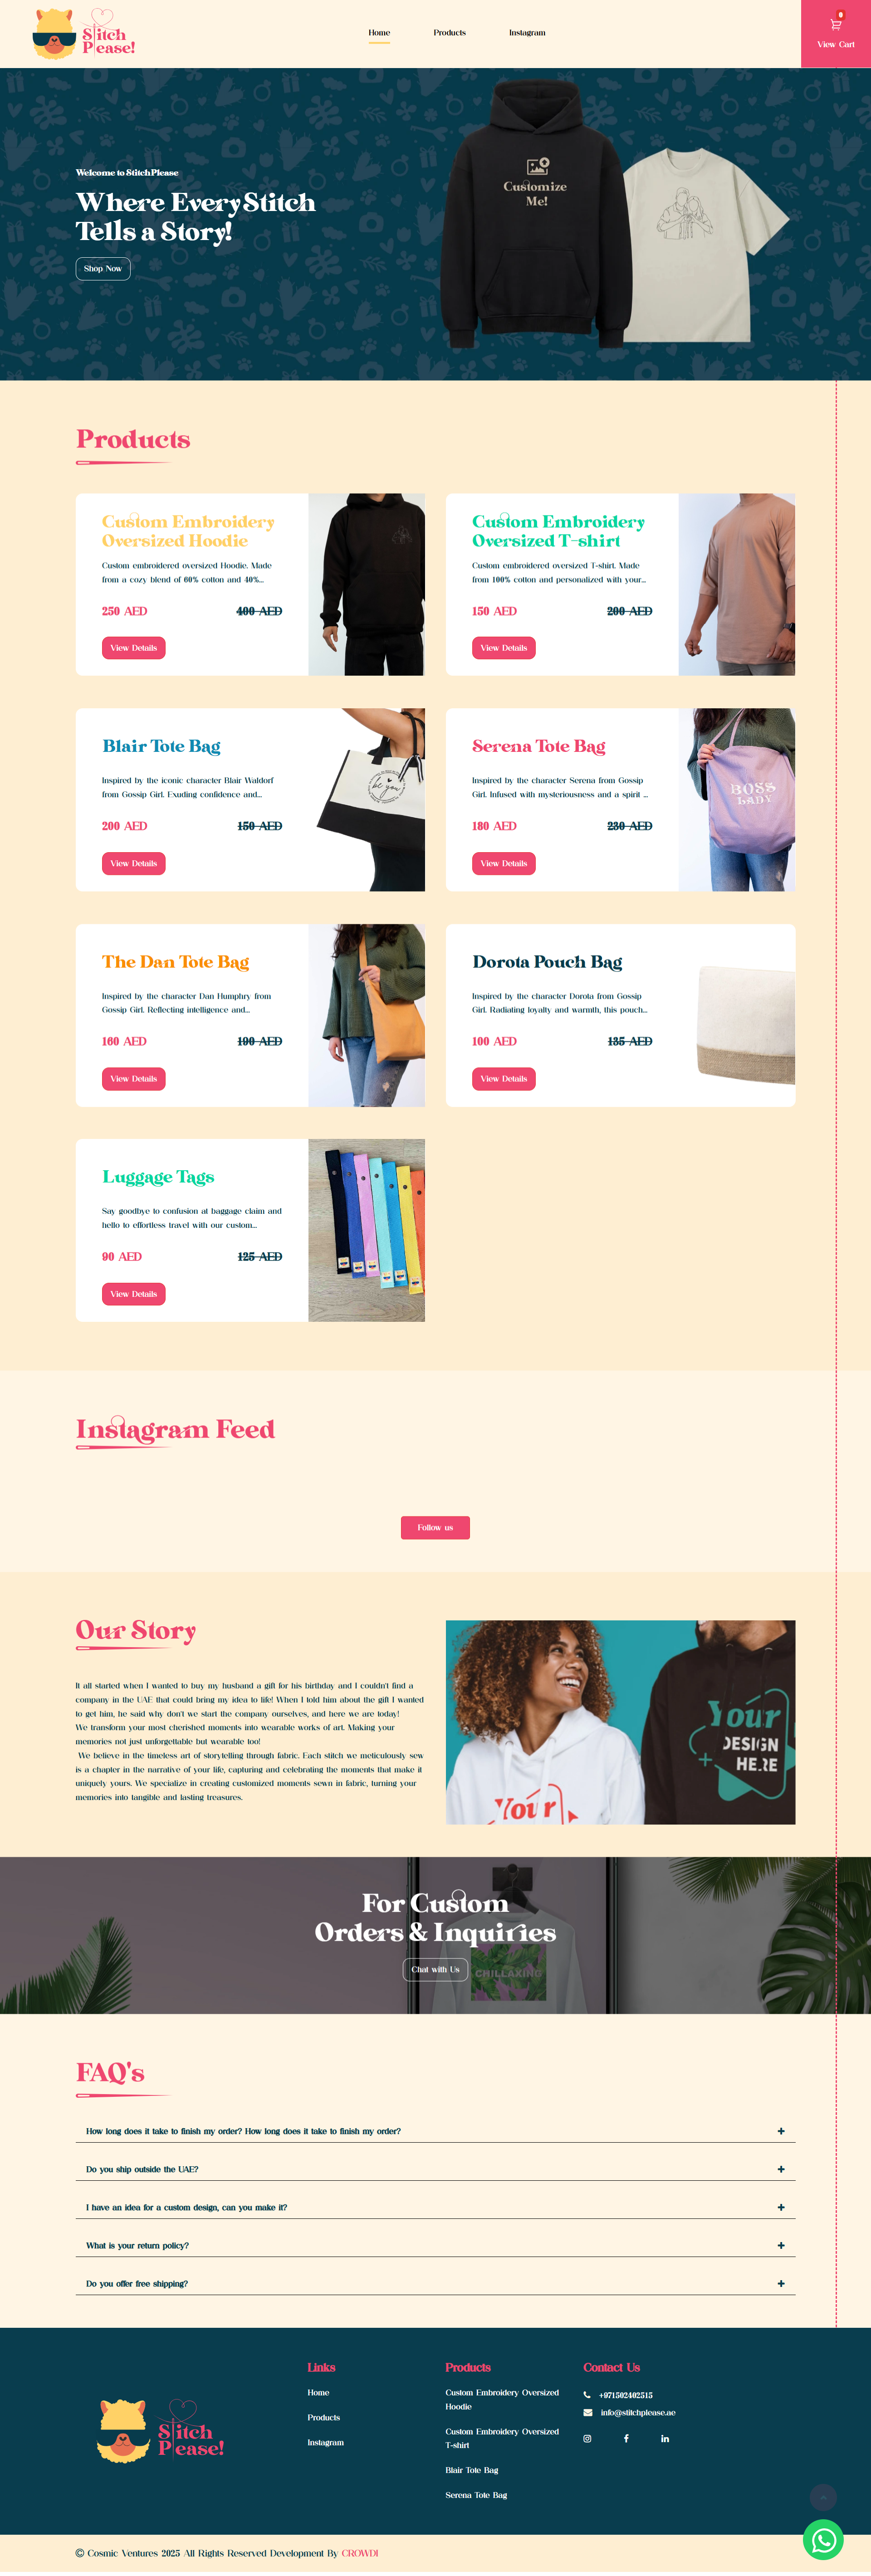 Stitch
Please!
Home
Products
Instagram
0
View Cart
Welcome to Stitch Please
Where Every Stitch
Tells a Story!
Shop Now
Customize
Me!
Products
Custom Embroidery
Oversized Hoodie
Custom embroidered oversized Hoodie. Made
from a cozy blend of 60% cotton and 40%...
250 AED
400 AED
View Details
Custom Embroidery
Oversized T-shirt
Custom embroidered oversized T-shirt. Made
from 100% cotton and personalized with your...
150 AED
200 AED
View Details
Blair Tote Bag
Inspired by the iconic character Blair Waldorf
from Gossip Girl. Exuding confidence and...
200 AED
150 AED
View Details
be you
Serena Tote Bag
Inspired by the character Serena from Gossip
Girl. Infused with mysteriousness and a spirit ...
180 AED
230 AED
View Details
BOSS
LADY
The Dan Tote Bag
Inspired by the character Dan Humphry from
Gossip Girl. Reflecting intelligence and...
160 AED
190 AED
View Details
Dorota Pouch Bag
Inspired by the character Dorota from Gossip
Girl. Radiating loyalty and warmth, this pouch...
100 AED
135 AED
View Details
Luggage Tags
Say goodbye to confusion at baggage claim and
hello to effortless travel with our custom...
90 AED
125 AED
View Details
Instagram Feed
Follow us
Our Story
It all started when I wanted to buy my husband a gift for his birthday and I couldn't find a
company in the UAE that could bring my idea to life! When I told him about the gift I wanted
to get him, he said why don't we start the company ourselves, and here we are today!
We transform your most cherished moments into wearable works of art. Making your
memories not just unforgettable but wearable too!
We believe in the timeless art of storytelling through fabric. Each stitch we meticulously sew
is a chapter in the narrative of your life, capturing and celebrating the moments that make it
uniquely yours. We specialize in creating customized moments sewn in fabric, turning your
memories into tangible and lasting treasures.
Your
Your
DESIGN
HERE
For Custom
Orders & Inquiries
Chat with Us
CHILLAXING
FAQ's
How long does it take to finish my order? How long does it take to finish my order?
Do you ship outside the UAE?
I have an idea for a custom design, can you make it?
What is your return policy?
Do you offer free shipping?
Stitch
Please!
Links
Home
Products
Instagram
Products
Custom Embroidery Oversized
Hoodie
Custom Embroidery Oversized
T-shirt
Blair Tote Bag
Serena Tote Bag
Contact Us
+971502402515
info@stitchplease.ae
© Cosmic Ventures 2025 All Rights Reserved Development By CROWDI